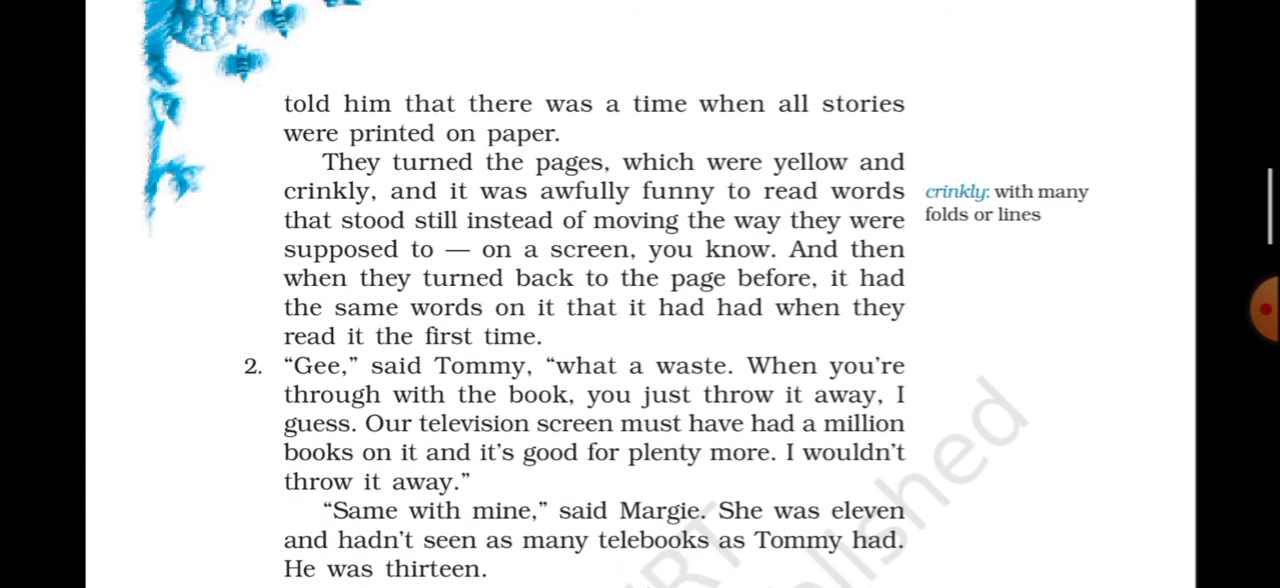 told him that there was a time when all stories
were printed on paper.
They turned the pages, which were yellow and
crinkly, and it was awfully funny to read words
that stood still instead of moving the way they were
supposed to — on a screen, you know. And then
when they turned back to the page before, it had
the same words on it that it had had when they
read it the first time.
crinkly: with many
folds or lines
2. “Gee,” said Tommy, “what a waste. When you’re
through with the book, you just throw it away, I
guess. Our television screen must have had a million
books on it and it’s good for plenty more. I wouldn’t
throw it away.”
“Same with mine,” said Margie. She was eleven
and hadn’t seen as many telebooks as Tommy had.
He was thirteen.